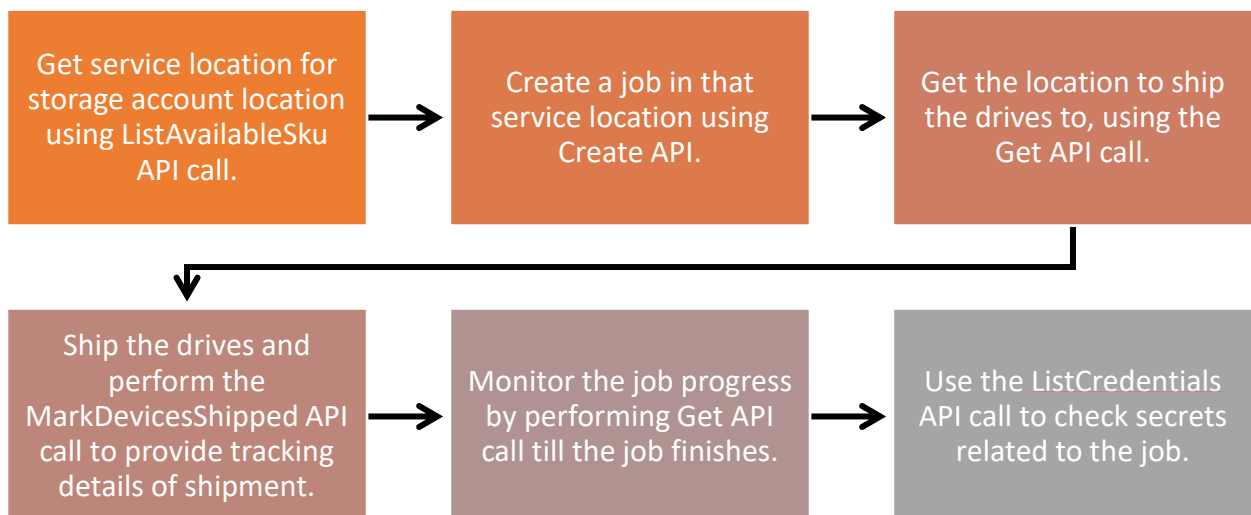 Get service location for
storage account location
using ListAvailableSku
API call.
Create a job in that
service location using
Create API.
Get the location to ship
the drives to, using the
Get API call.
Ship the drives and
perform the
MarkDevicesShipped API
call to provide tracking
details of shipment.
Monitor the job progress
by performing Get API
call till the job finishes.
Use the ListCredentials
API call to check secrets
related to the job.